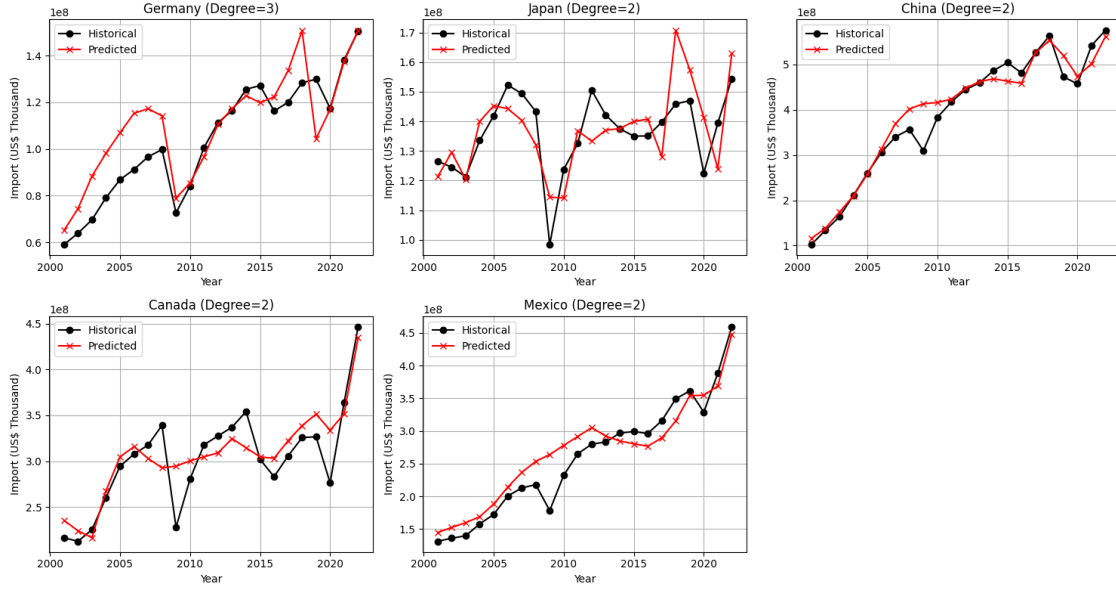 Germany (Degree=3)
1e8
Historical
Predicted
Import (US$ Thousand)
1.4
1.2
1.0
0.8
0.6
2000
2005
2010
2015
2020
Year
Japan (Degree=2)
1e8
Historical
Predicted
Import (US$ Thousand)
1.7
1.6
1.5
1.4
1.3
1.2
1.1
1.0
2000
2005
2010
2015
2020
Year
China (Degree=2)
1e8
Historical
Predicted
Import (US$ Thousand)
5
4
3
2
1
2000
2005
2010
2015
2020
Year
Canada (Degree=2)
1e8
Historical
Predicted
Import (US$ Thousand)
4.5
4.0
3.5
3.0
2.5
2000
2005
2010
2015
2020
Year
Mexico (Degree=2)
1e8
Historical
Predicted
Import (US$ Thousand)
4.5
4.0
3.5
3.0
2.5
2.0
1.5
2000
2005
2010
2015
2020
Year